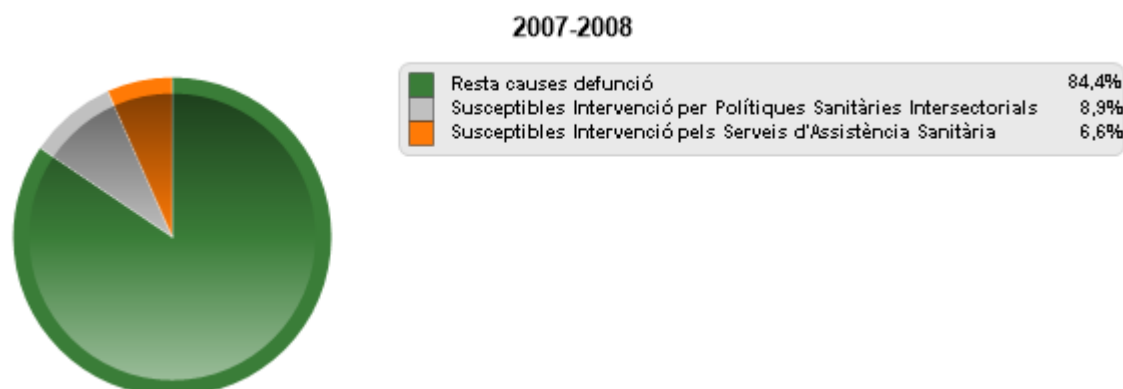 2007-2008
Resta causes defunció 84,4%
Susceptibles Intervenció per Polítiques Sanitàries Intersectorials 8,9%
Susceptibles Intervenció pels Serveis d'Assistència Sanitària 6,6%